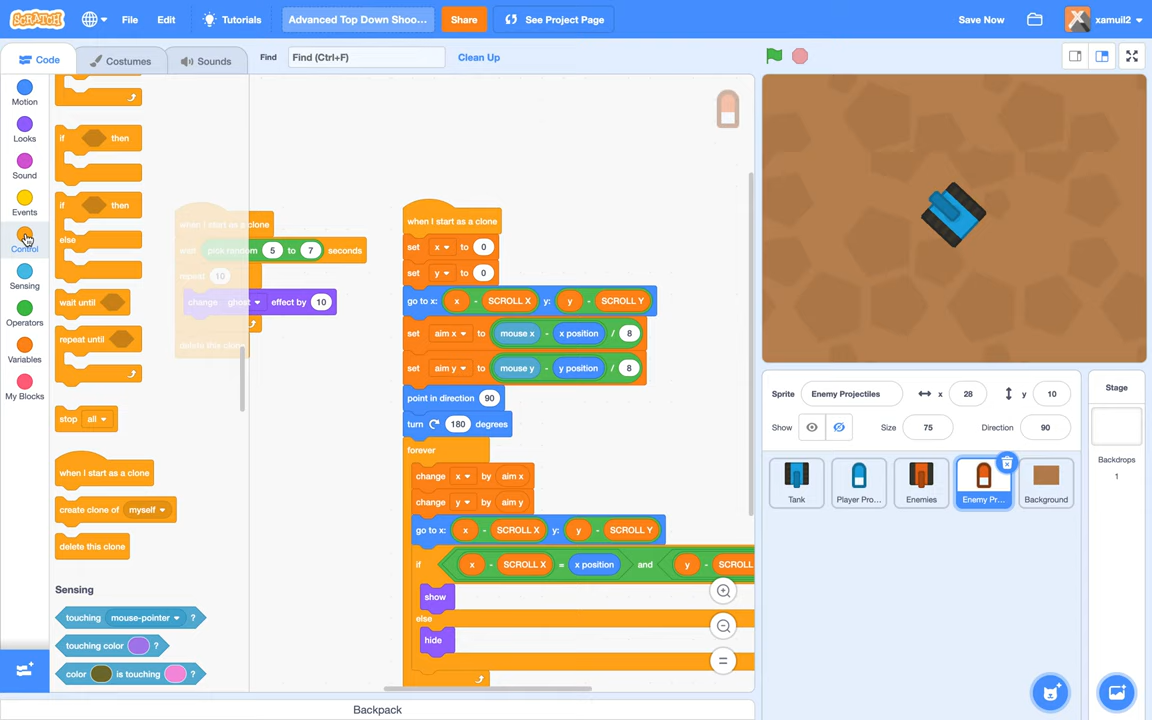 SCRATCH File Edit Tutorials Advanced Top Down Shoo... Share See Project Page Save Now xamuil2
Code Costumes Sounds Find Find (Ctrl+F) Clean Up
Motion
Looks
Sound
Events
Control
Sensing
Operators
Variables
My Blocks
if then
if then
else
wait until
repeat until
stop all
when I start as a clone
create clone of myself
delete this clone
Sensing
touching mouse-pointer ?
touching color ?
color is touching ?
when I start as a clone
wait pick random 5 to 7 seconds
repeat 10
change ghost effect by 10
delete this clone
when I start as a clone
set x to 0
set y to 0
go to x: x - SCROLL X y: y - SCROLL Y
set aim x to mouse x - x position / 8
set aim y to mouse y - y position / 8
point in direction 90
turn 180 degrees
forever
change x by aim x
change y by aim y
go to x: x - SCROLL X y: y - SCROLL Y
if x - SCROLL X = x position and y - SCROLL
show
else
hide
Sprite Enemy Projectiles x 28 y 10
Show Size 75 Direction 90
Tank Player Pro... Enemies Enemy Pr... Background
Stage
Backdrops
1
Backpack